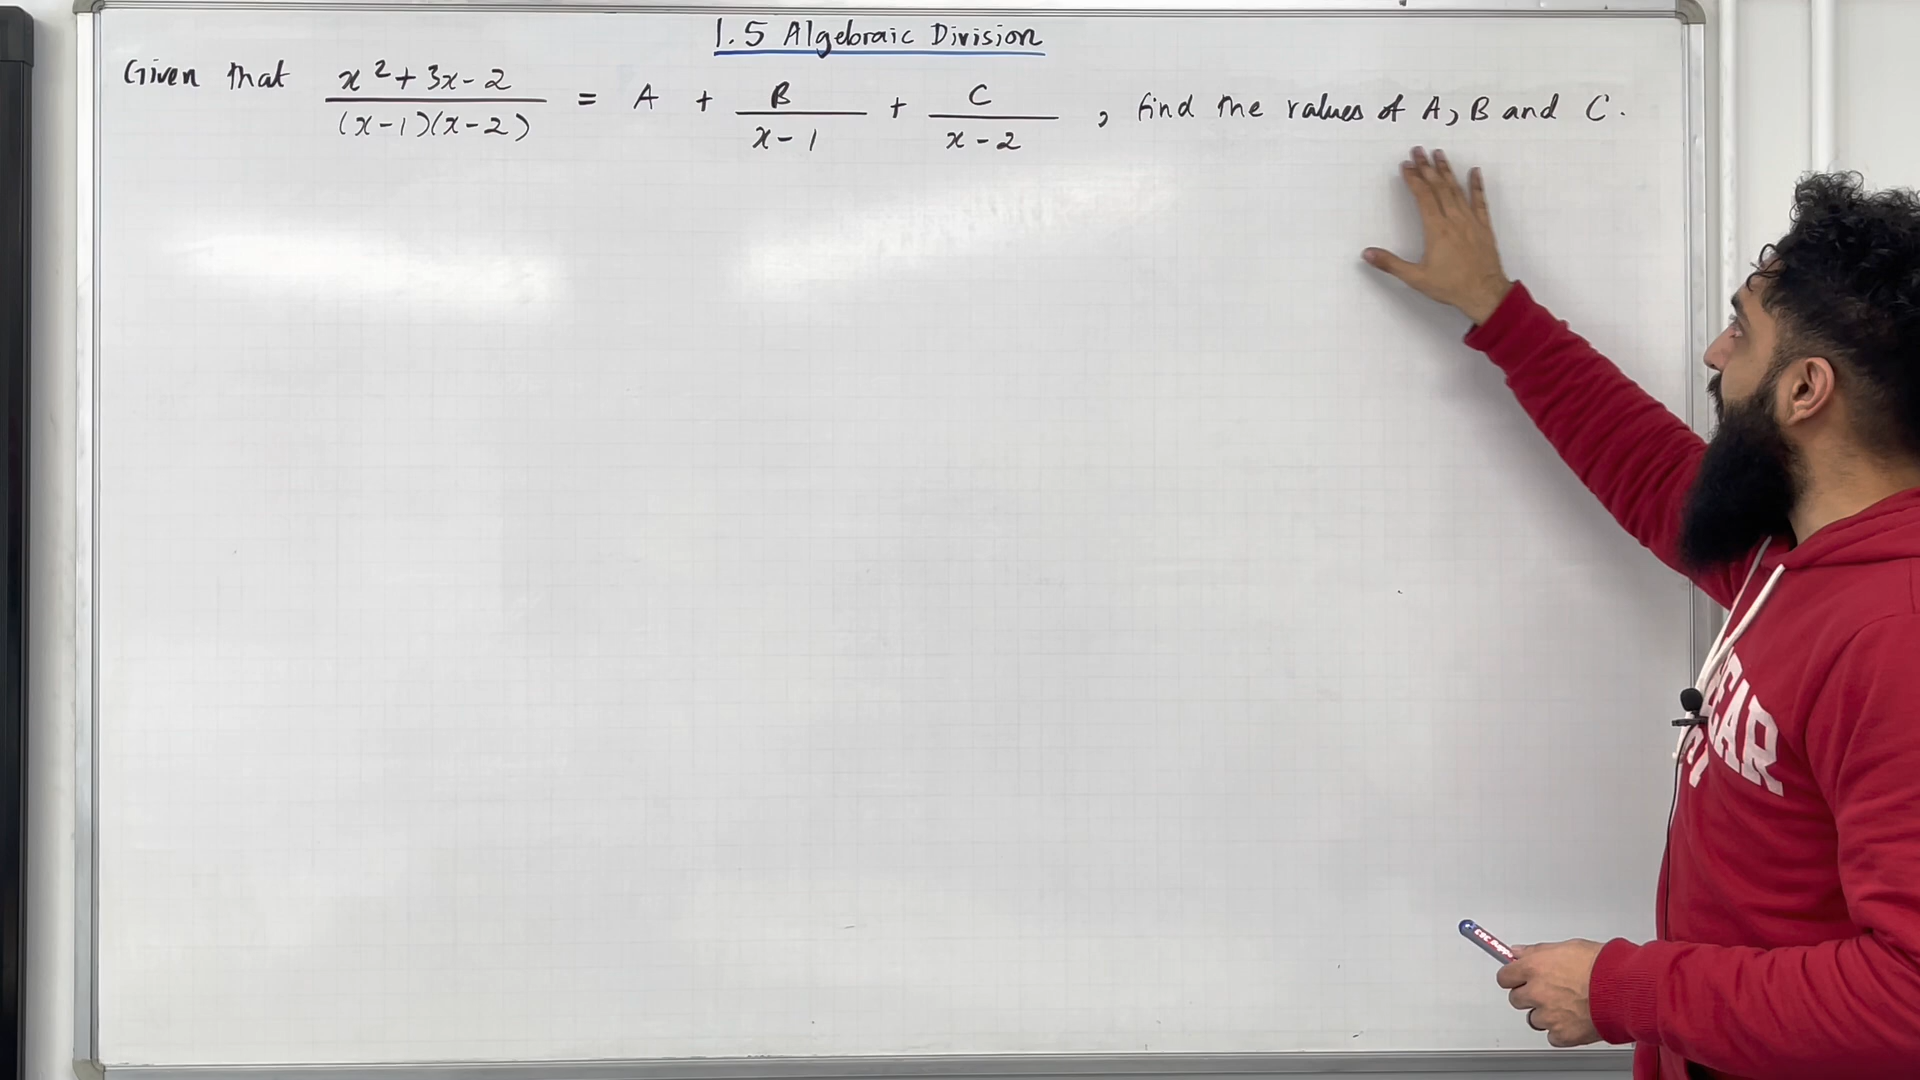 1.5 Algebraic Division
Given that (x²+3x-2)/((x-1)(x-2)) = A + B/(x-1) + C/(x-2), find the values of A, B and C.